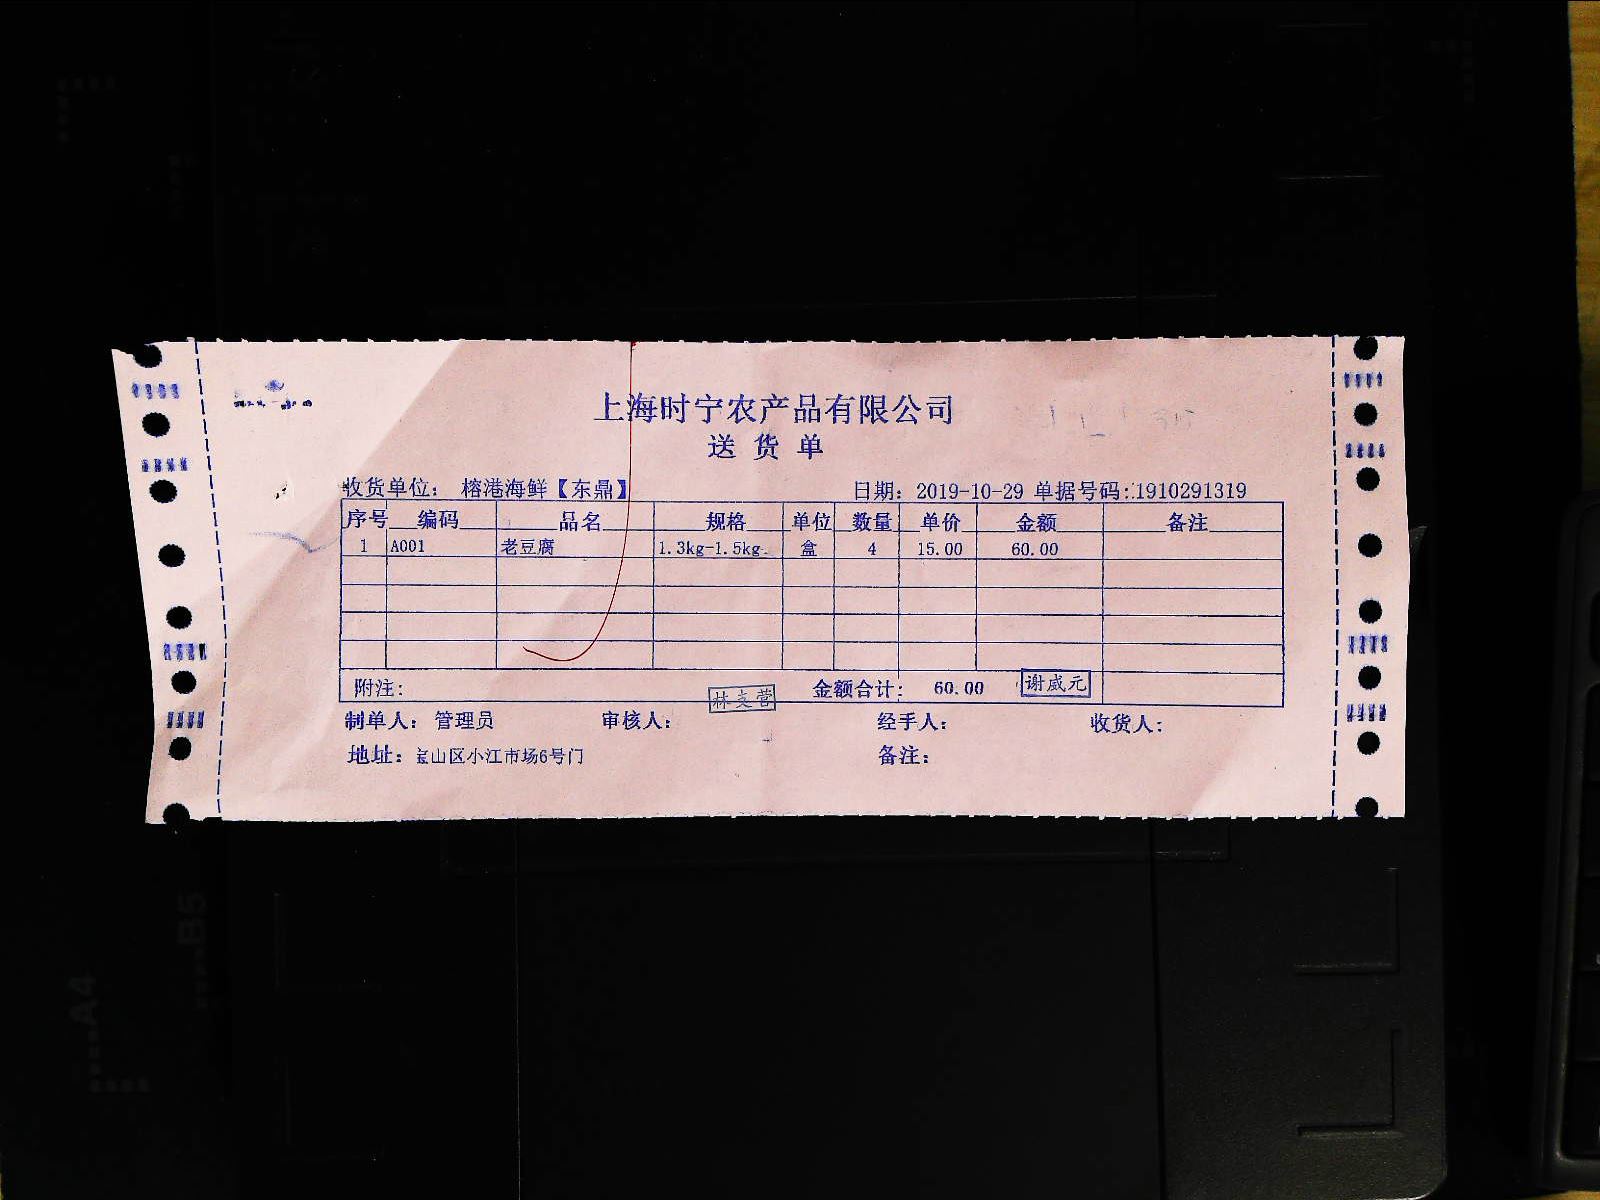 上海时宁农产品有限公司
送货单
收货单位： 榕港海鲜【东鼎】 日期：2019-10-29 单据号码：1910291319
序号 编码 品名 规格 单位 数量 单价 金额 备注
1 A001 老豆腐 1.3kg-1.5kg 盒 4 15.00 60.00
附注： 林支营 金额合计： 60.00 谢威元
制单人： 管理员 审核人： 经手人： 收货人：
地址： 宝山区小江市场6号门 备注：
A4
B5